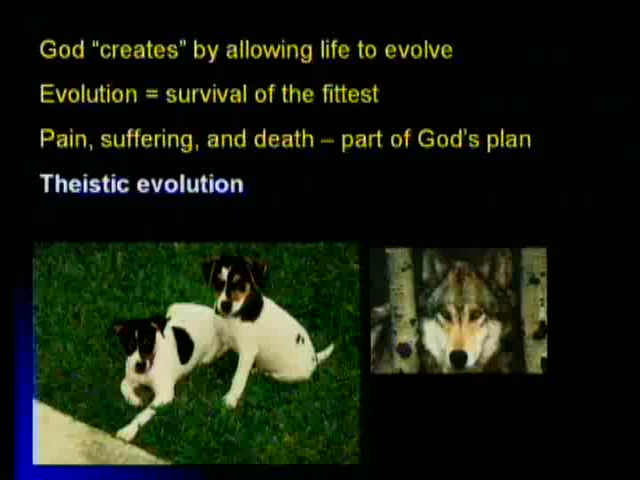 God “creates” by allowing life to evolve
Evolution = survival of the fittest
Pain, suffering, and death – part of God’s plan
Theistic evolution